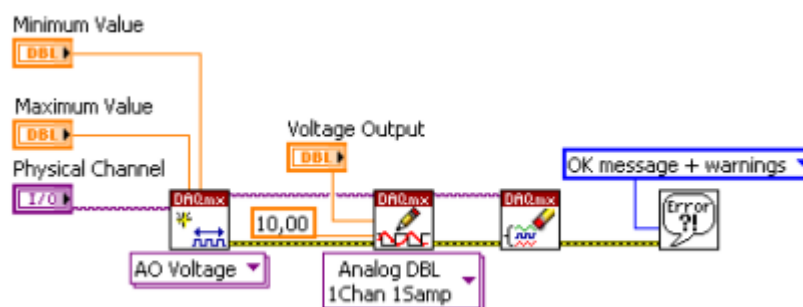 Minimum Value
DBL
Maximum Value
DBL
Voltage Output
Physical Channel
DBL
OK message + warnings
I/O
DAQmx
DAQmx
DAQmx
Error
?!
10,00
AO Voltage
Analog DBL
1Chan 1Samp